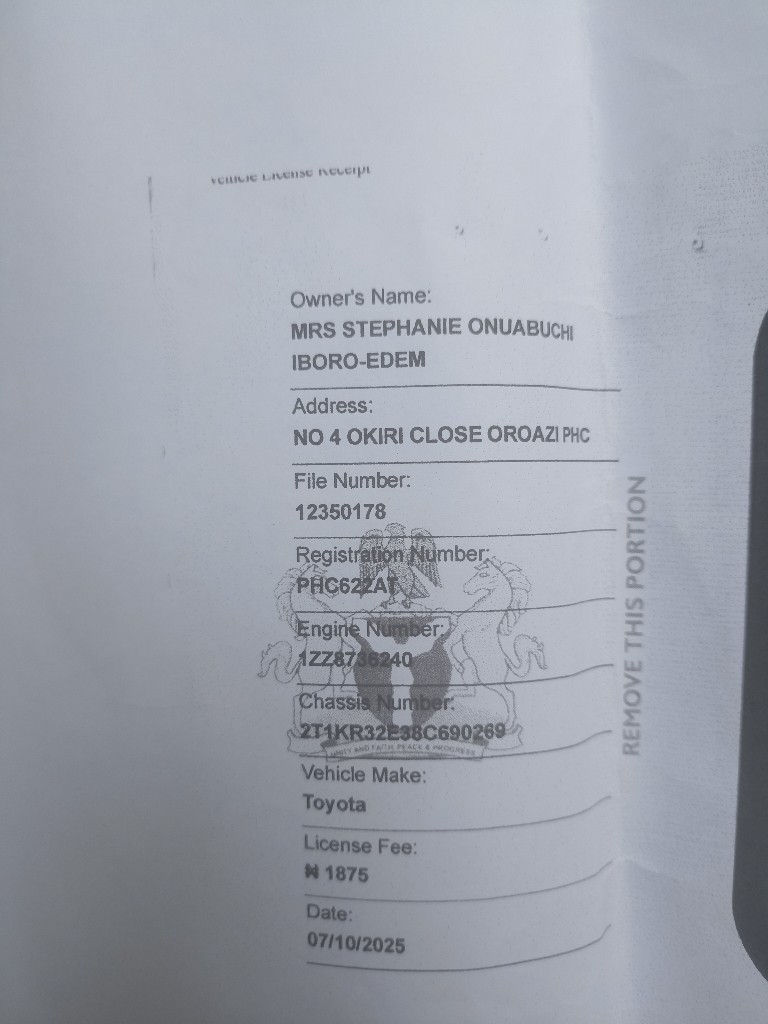 Vehicle License Receipt
Owner's Name:
MRS STEPHANIE ONUABUCHI
IBORO-EDEM
Address:
NO 4 OKIRI CLOSE OROAZI PHC
File Number:
12350178
Registration Number:
PHC622AT
Engine Number:
1ZZ8736240
Chassis Number:
2T1KR32E38C690269
UNITY AND FAITH, PEACE & PROGRESS
Vehicle Make:
Toyota
License Fee:
₦ 1875
Date:
07/10/2025
REMOVE THIS PORTION